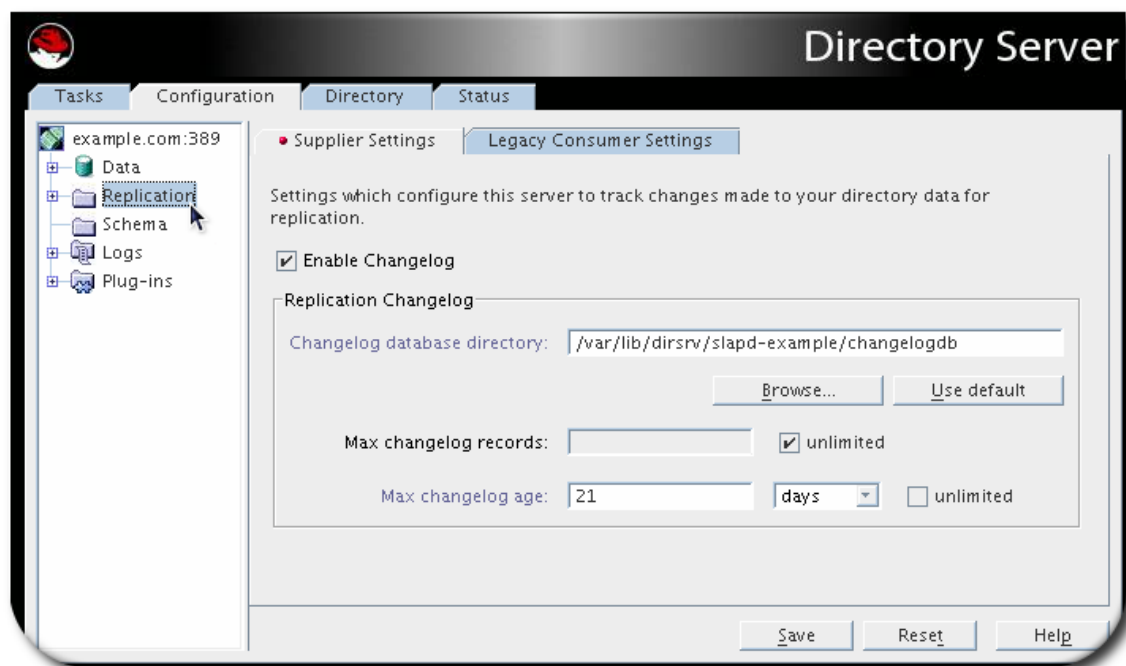 Directory Server
Tasks Configuration Directory Status
example.com:389
Data
Replication
Schema
Logs
Plug-ins
Supplier Settings Legacy Consumer Settings
Settings which configure this server to track changes made to your directory data for
replication.
Enable Changelog
Replication Changelog
Changelog database directory: /var/lib/dirsrv/slapd-example/changelogdb
Browse... Use default
Max changelog records: unlimited
Max changelog age: 21 days unlimited
Save Reset Help